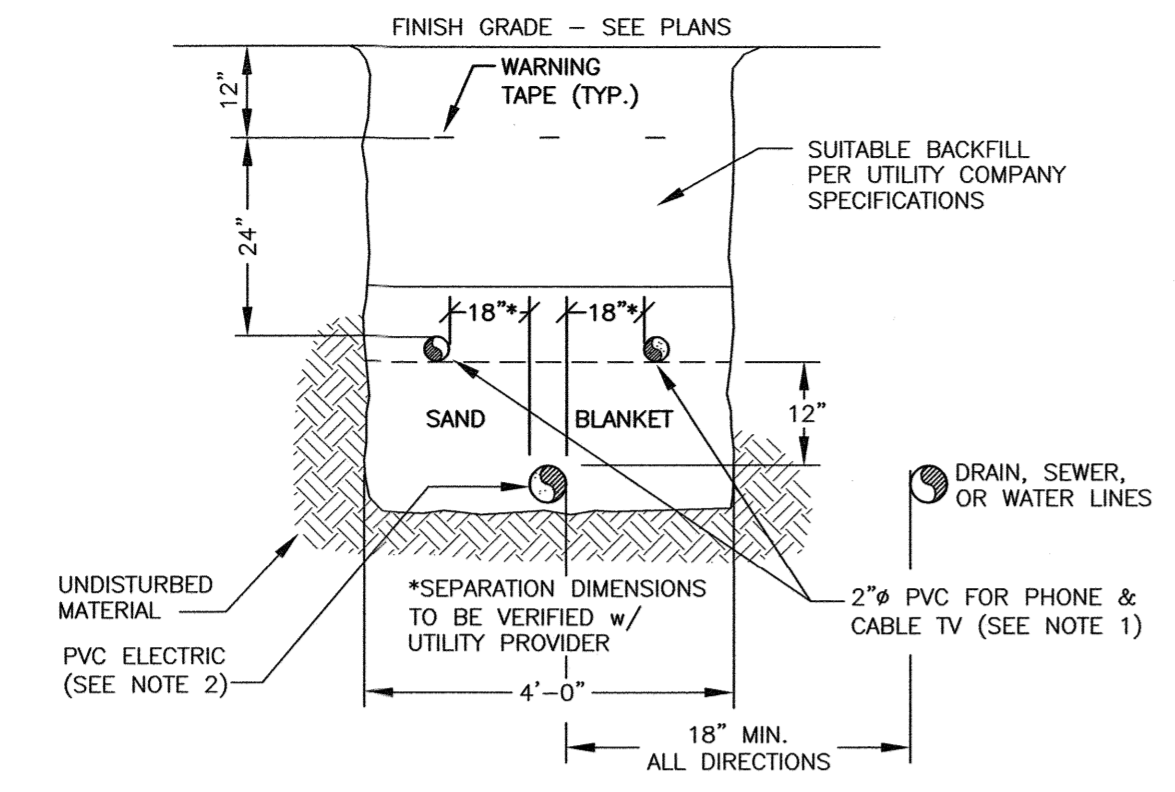 FINISH GRADE – SEE PLANS
12"
WARNING
TAPE (TYP.)
SUITABLE BACKFILL
PER UTILITY COMPANY
SPECIFICATIONS
24"
18"*
18"*
SAND
BLANKET
12"
DRAIN, SEWER,
OR WATER LINES
UNDISTURBED
MATERIAL
*SEPARATION DIMENSIONS
TO BE VERIFIED w/
UTILITY PROVIDER
2"ø PVC FOR PHONE &
CABLE TV (SEE NOTE 1)
PVC ELECTRIC
(SEE NOTE 2)
4'–0"
18" MIN.
ALL DIRECTIONS